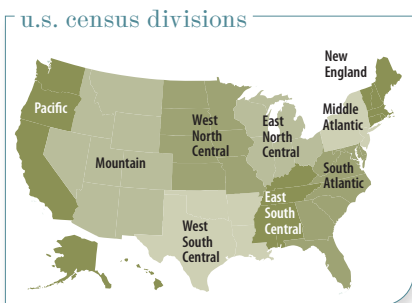 u.s. census divisions
New
England
Pacific
Middle
Atlantic
West
North
Central
East
North
Central
Mountain
South
Atlantic
East
South
Central
West
South
Central